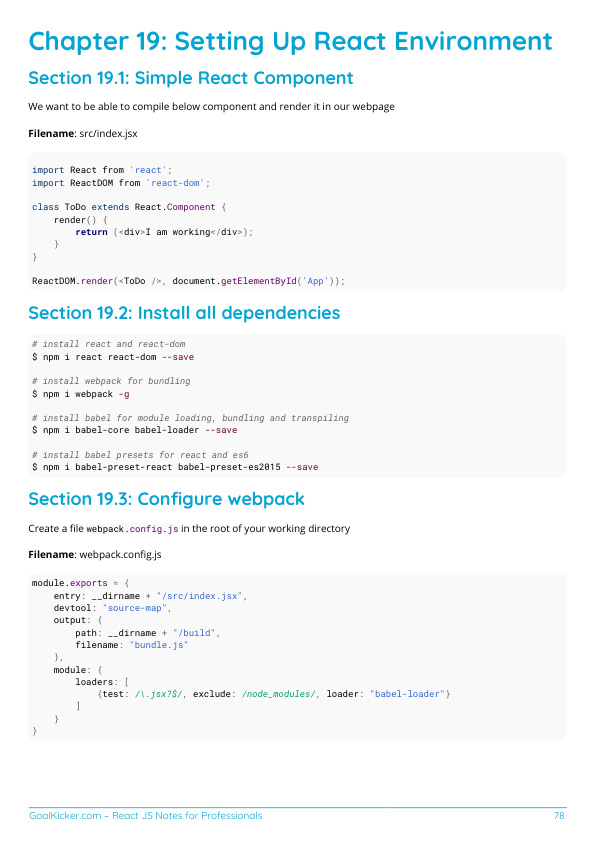 Chapter 19: Setting Up React Environment
Section 19.1: Simple React Component
We want to be able to compile below component and render it in our webpage
Filename: src/index.jsx
import React from 'react';
import ReactDOM from 'react-dom';
class ToDo extends React.Component {
    render() {
        return (<div>I am working</div>);
    }
}
ReactDOM.render(<ToDo />, document.getElementById('App'));
Section 19.2: Install all dependencies
# install react and react-dom
$ npm i react react-dom --save
# install webpack for bundling
$ npm i webpack -g
# install babel for module loading, bundling and transpiling
$ npm i babel-core babel-loader --save
# install babel presets for react and es6
$ npm i babel-preset-react babel-preset-es2015 --save
Section 19.3: Configure webpack
Create a file webpack.config.js in the root of your working directory
Filename: webpack.config.js
module.exports = {
    entry: __dirname + "/src/index.jsx",
    devtool: "source-map",
    output: {
        path: __dirname + "/build",
        filename: "bundle.js"
    },
    module: {
        loaders: [
            {test: /\.jsx?$/, exclude: /node_modules/, loader: "babel-loader"}
        ]
    }
}
GoalKicker.com – React JS Notes for Professionals 78